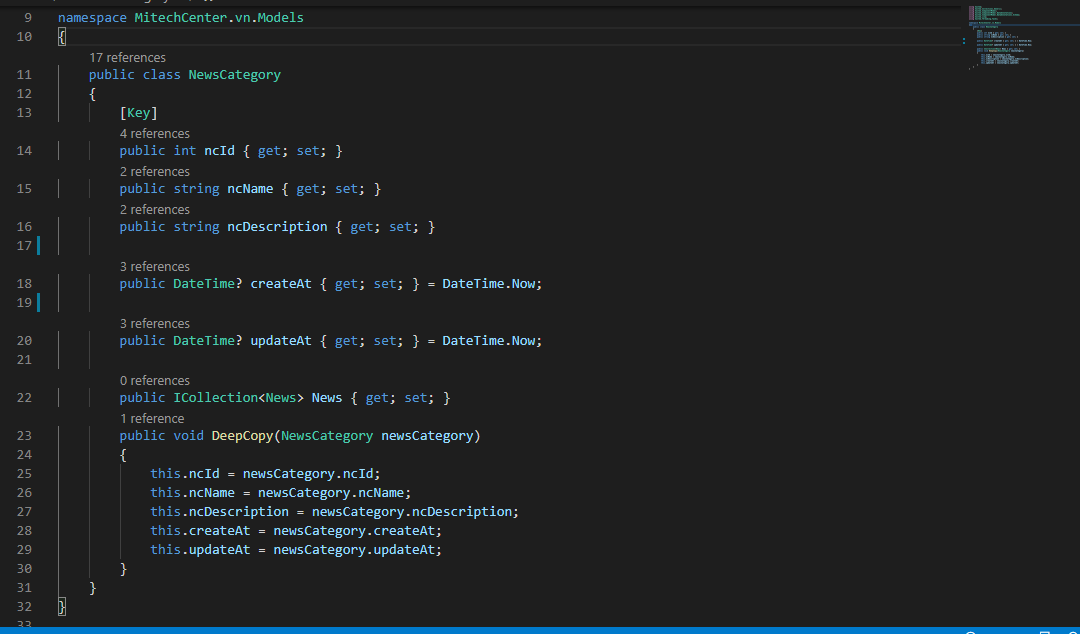 9 namespace MitechCenter.vn.Models
10 {
17 references
11 public class NewsCategory
12 {
13 [Key]
4 references
14 public int ncId { get; set; }
2 references
15 public string ncName { get; set; }
2 references
16 public string ncDescription { get; set; }
17
3 references
18 public DateTime? createAt { get; set; } = DateTime.Now;
19
3 references
20 public DateTime? updateAt { get; set; } = DateTime.Now;
21
0 references
22 public ICollection<News> News { get; set; }
1 reference
23 public void DeepCopy(NewsCategory newsCategory)
24 {
25 this.ncId = newsCategory.ncId;
26 this.ncName = newsCategory.ncName;
27 this.ncDescription = newsCategory.ncDescription;
28 this.createAt = newsCategory.createAt;
29 this.updateAt = newsCategory.updateAt;
30 }
31 }
32 }
33